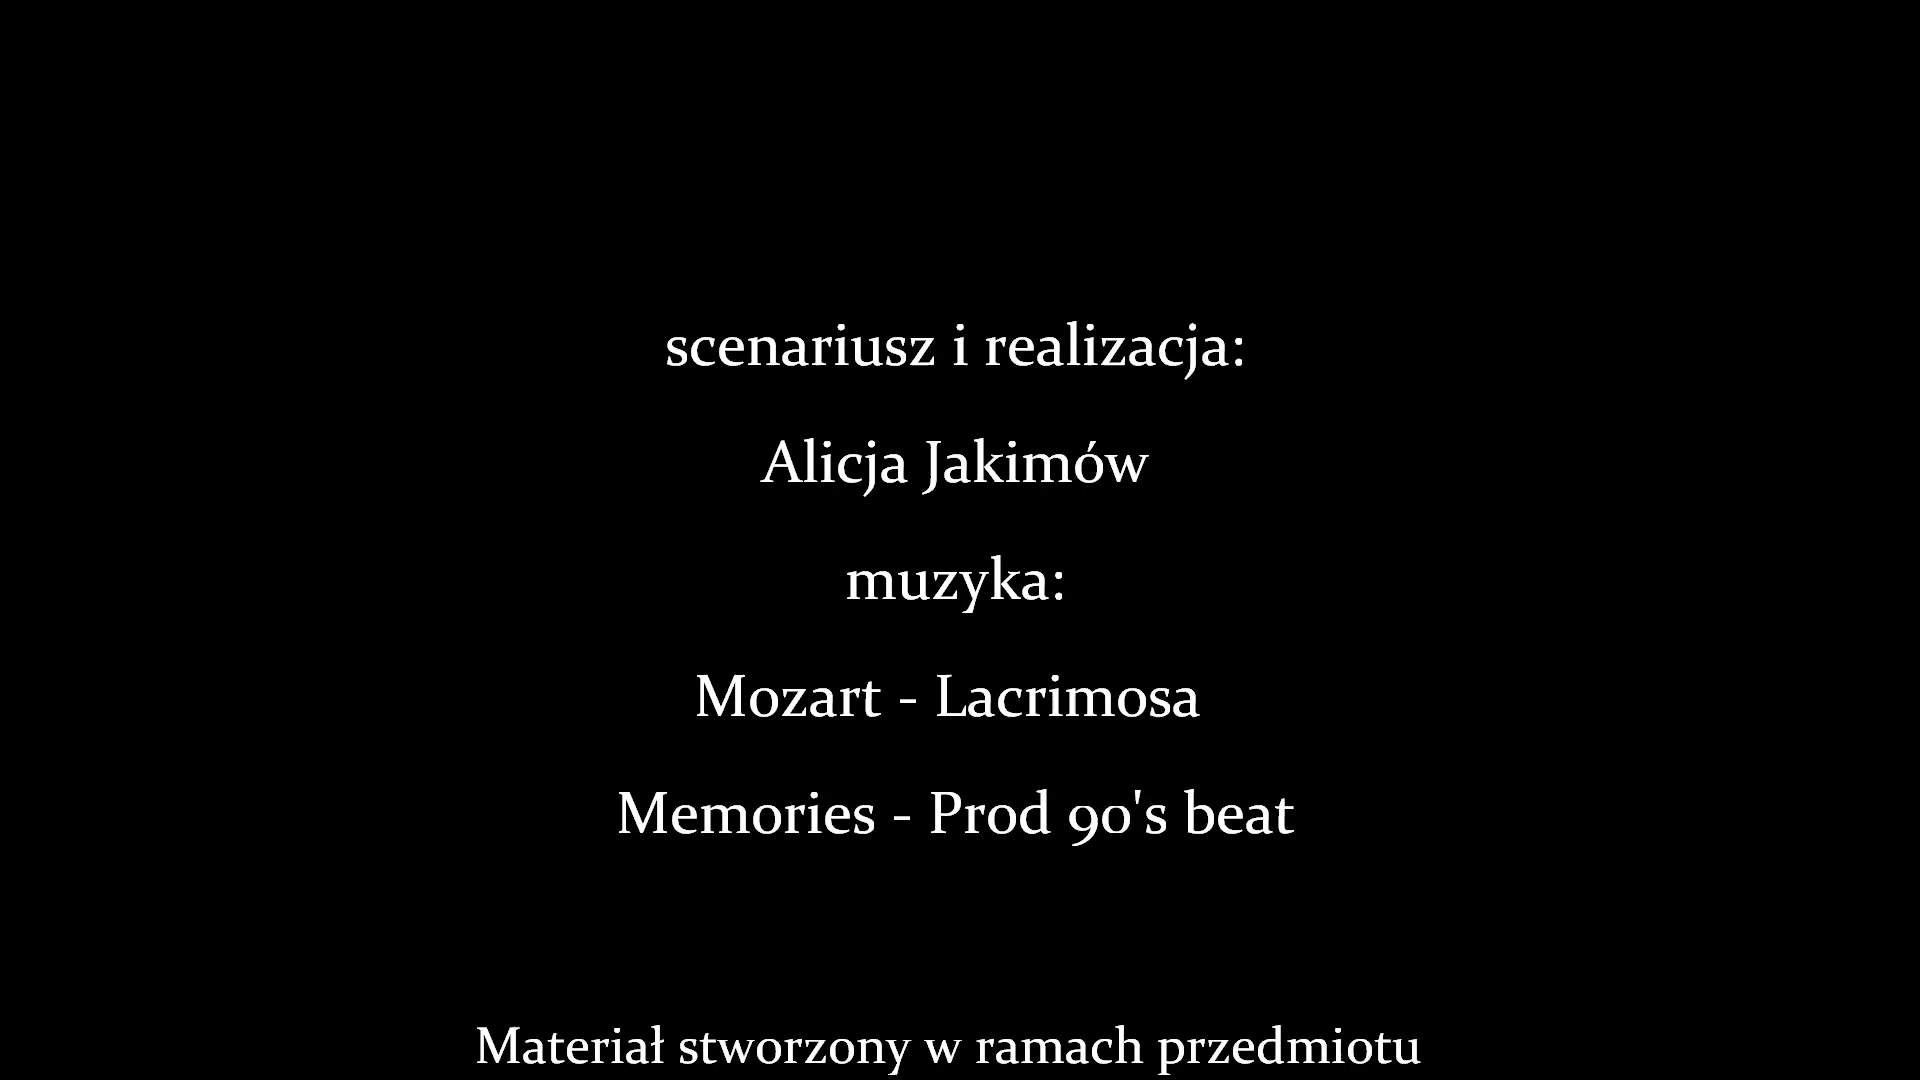 scenariusz i realizacja:
Alicja Jakimów
muzyka:
Mozart - Lacrimosa
Memories - Prod 90's beat
Materiał stworzony w ramach przedmiotu